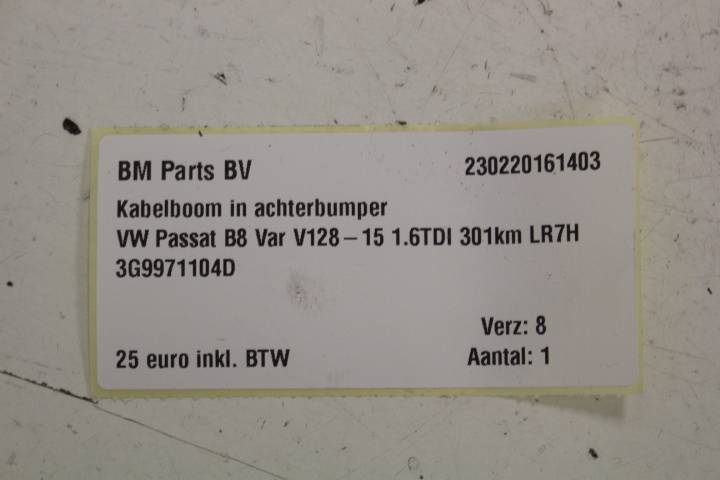 BM Parts BV 230220161403
Kabelboom in achterbumper
VW Passat B8 Var V128-15 1.6TDI 301km LR7H
3G9971104D
Verz: 8
25 euro inkl. BTW Aantal: 1